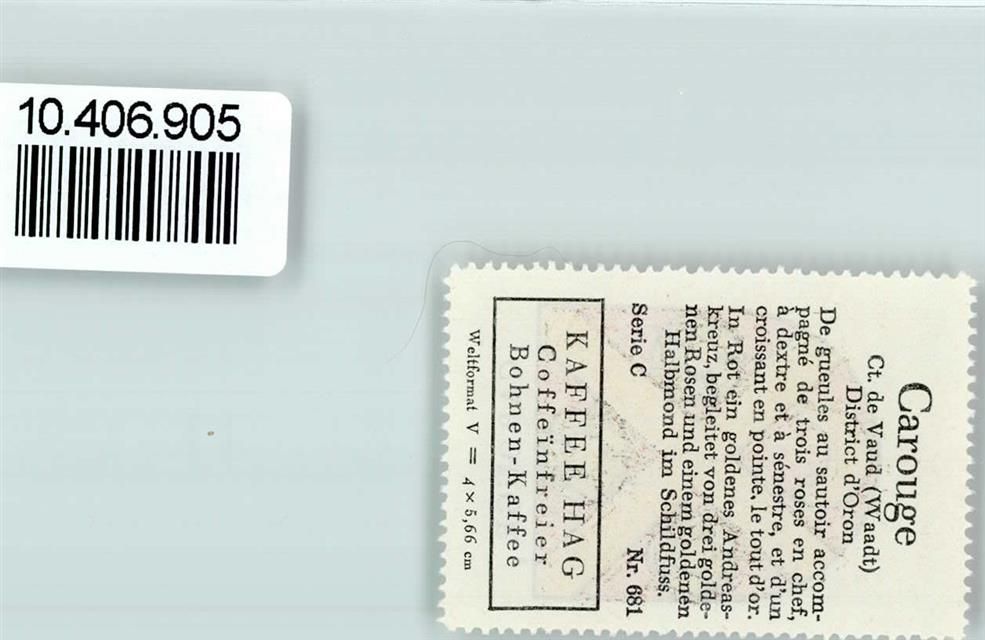 10.406.905
Carouge
Ct. de Vaud (Waadt)
District d'Oron
De gueules au sautoir accom-
pagné de trois roses en chef,
à dextre et à sénestre, et d'un
croissant en pointe, le tout d'or.
In Rot ein goldenes Andreas-
kreuz, begleitet von drei golde-
nen Rosen und einem goldenen
Halbmond im Schildfuss.
Serie C Nr. 681
KAFFEE HAG
Coffeïnfreier
Bohnen-Kaffee
Weltformat V = 4 × 5,66 cm